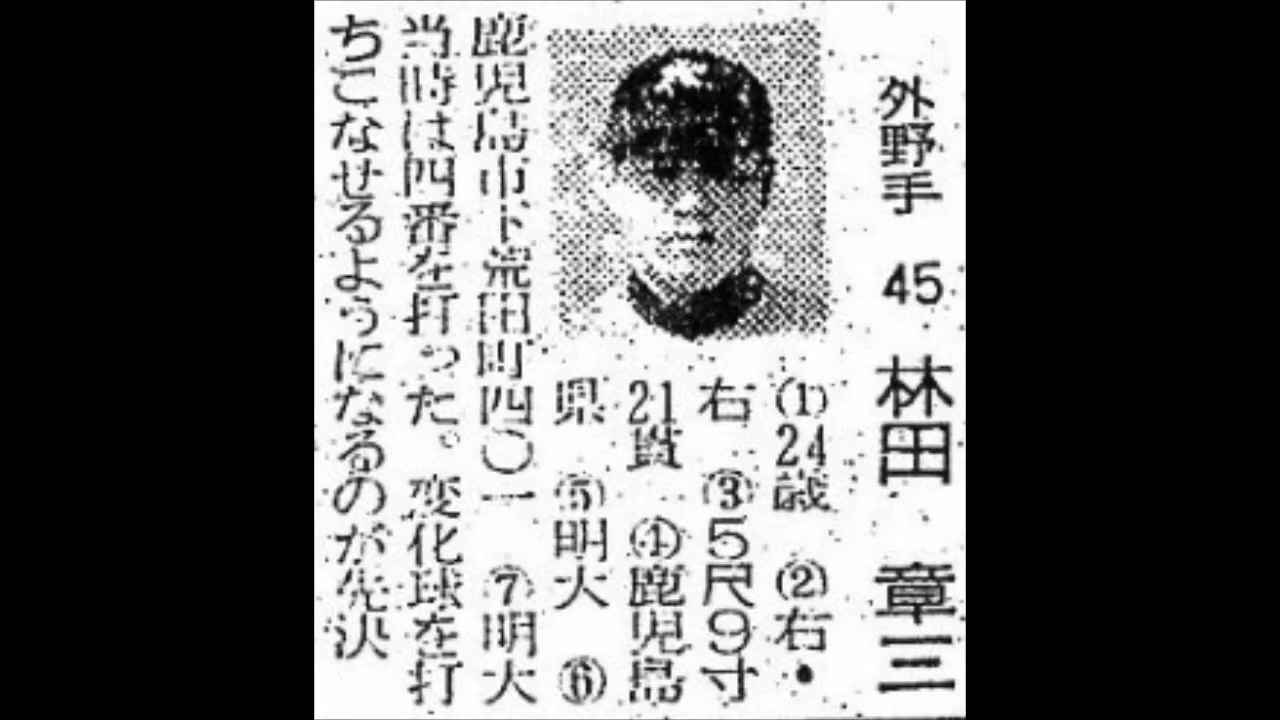 外野手 45 林田 章三
(1)24歳 (2)右・
右 (3)5尺9寸
21貫 (4)鹿児島
県 (5)明大 (6)
鹿児島市下荒田町四〇一 (7)明大
当時は四番を打った。変化球を打
ちこなせるようになるのが先決